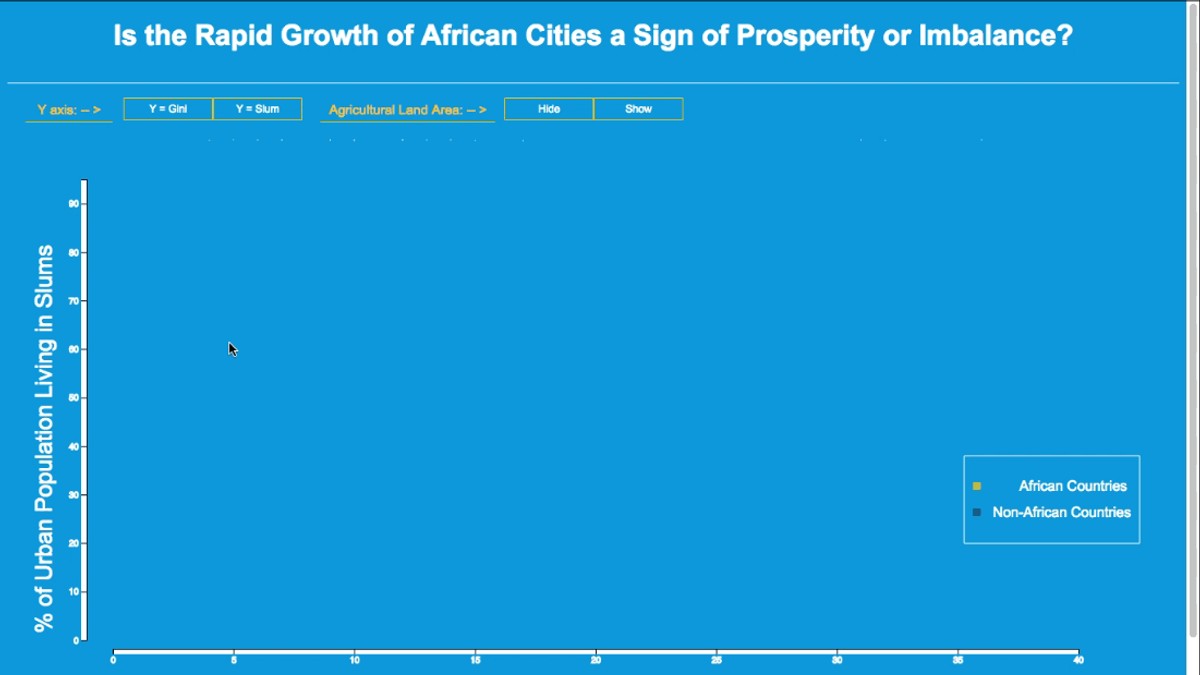 Is the Rapid Growth of African Cities a Sign of Prosperity or Imbalance?
Y axis: -- >
Y = Gini
Y = Slum
Agricultural Land Area: -- >
Hide
Show
% of Urban Population Living in Slums
90
80
70
60
50
40
30
20
10
0
African Countries
Non-African Countries
0 5 10 15 20 25 30 35 40